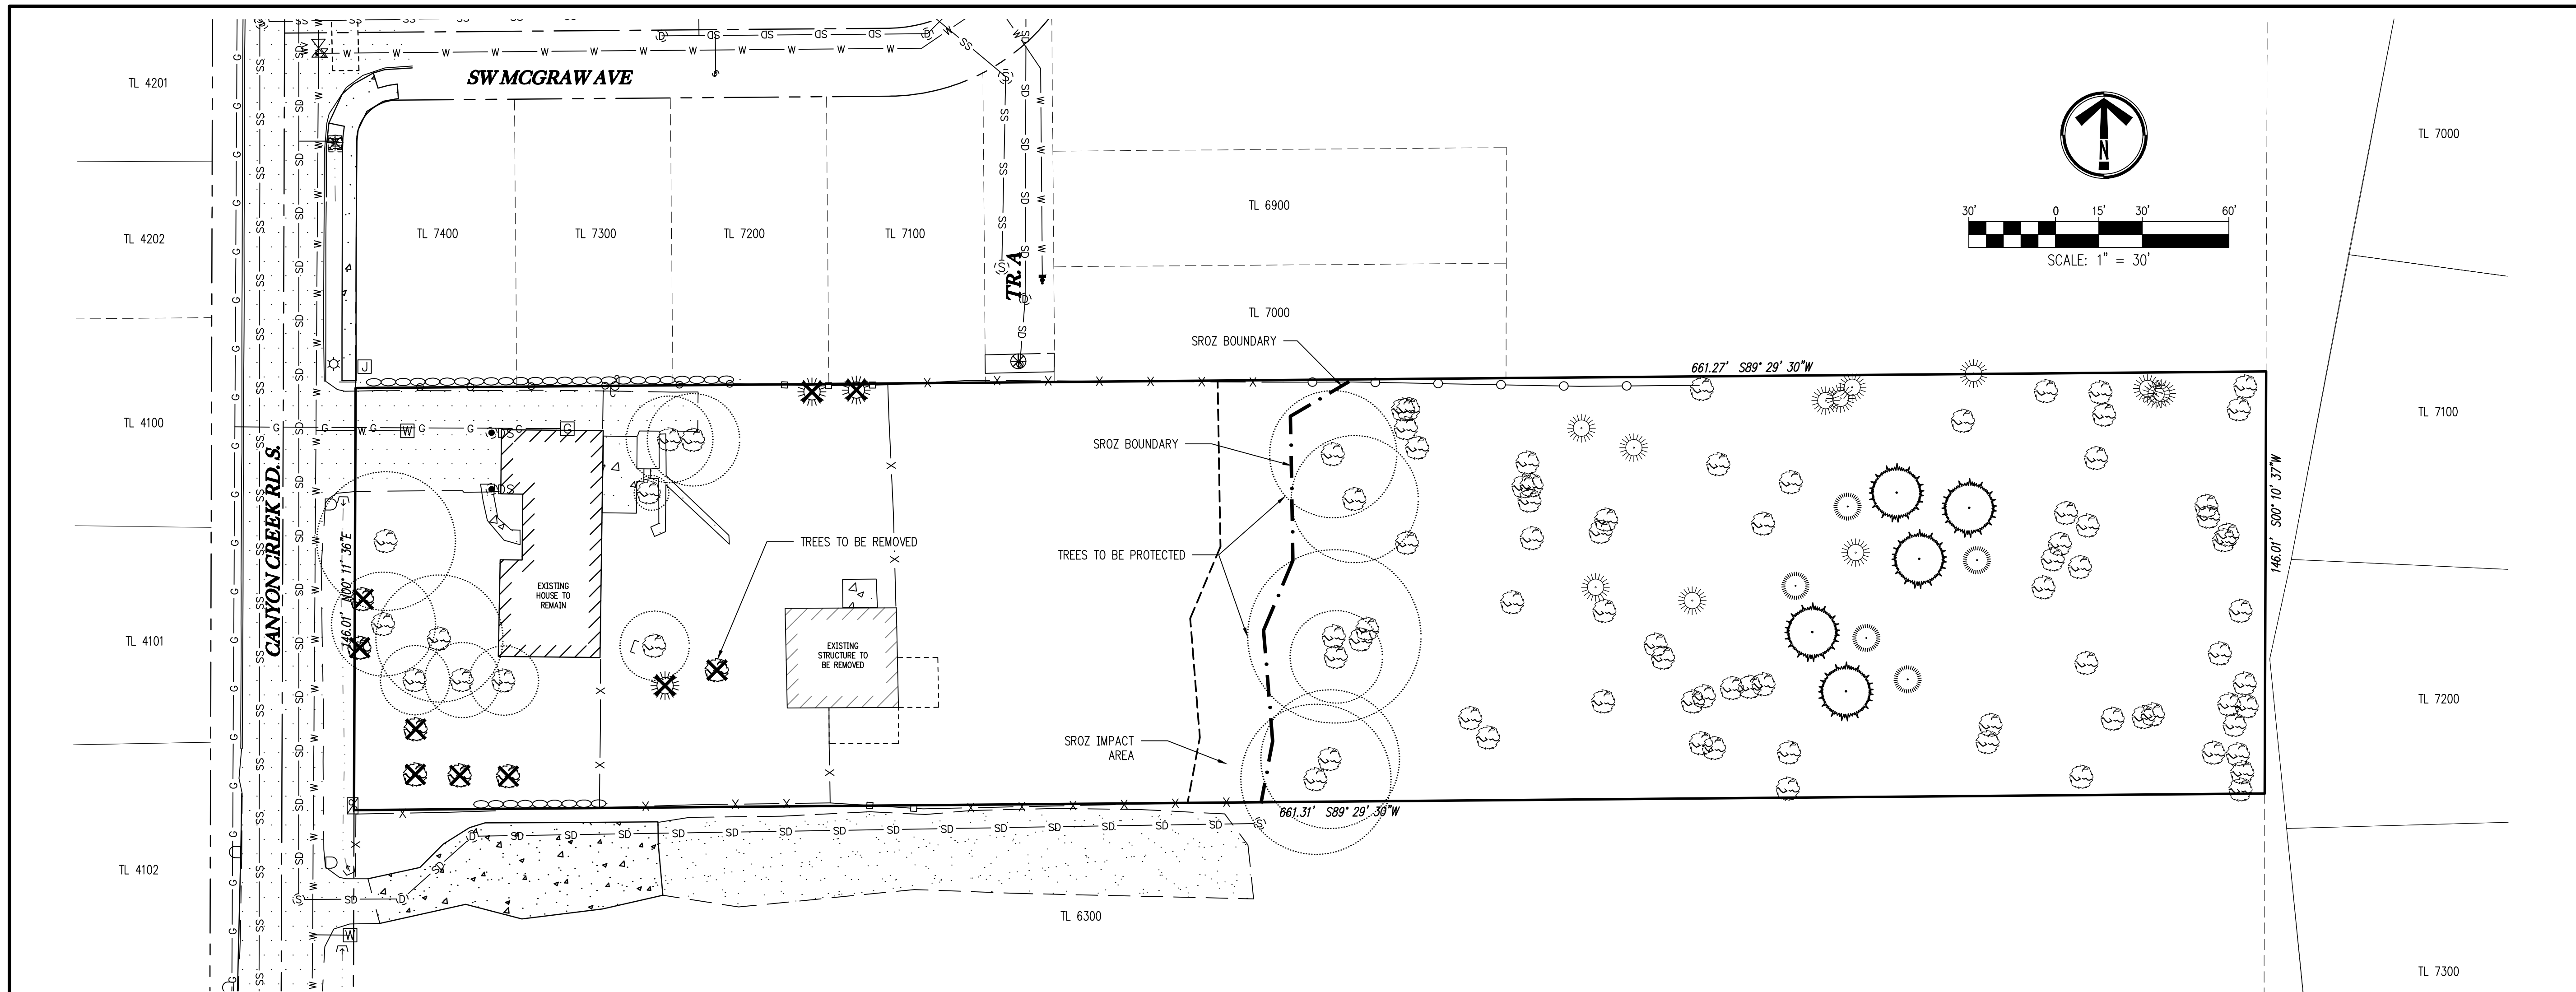 SW MCGRAW AVE
TL 4201
TL 7000
N
TL 6900
30' 0 15' 30' 60'
SCALE: 1" = 30'
TL 4202
TL 7400
TL 7300
TL 7200
TL 7100
TR. A
TL 7000
SROZ BOUNDARY
661.27' S89° 29' 30"W
TL 4100
TL 7100
SROZ BOUNDARY
CANYON CREEK RD. S.
146.01' N00° 11' 36"E
146.01' S00° 10' 37"W
TREES TO BE REMOVED
TREES TO BE PROTECTED
EXISTING
HOUSE TO
REMAIN
TL 4101
EXISTING
STRUCTURE TO
BE REMOVED
TL 7200
SROZ IMPACT
AREA
661.31' S89° 29' 30"W
TL 4102
TL 6300
TL 7300